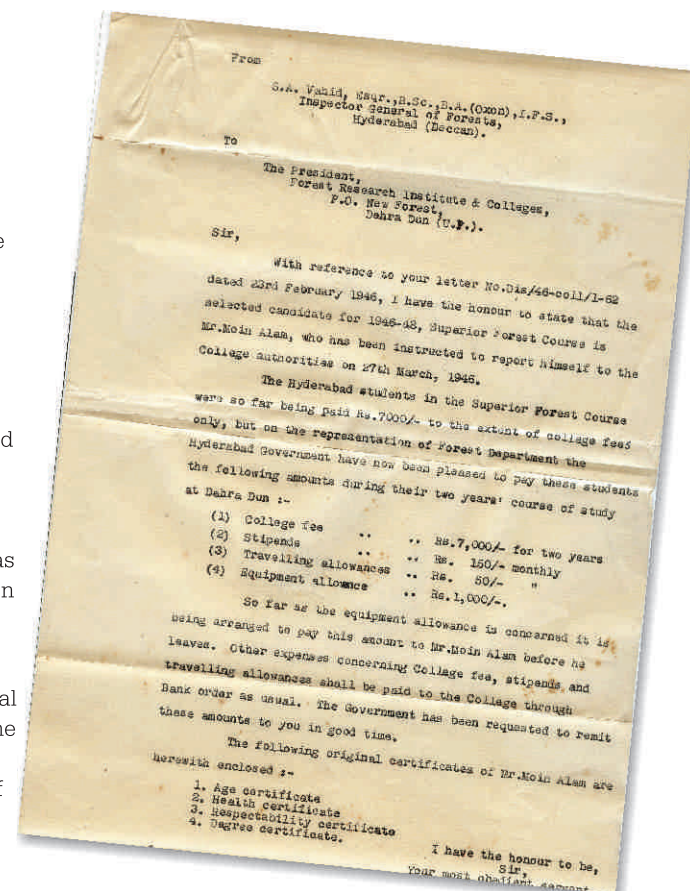 e
d
as
n
al
ne
f
From
S.A. Vahid, Esqr.,B.Sc.,B.A.(Oxon),I.F.S.,
Inspector General of Forests,
Hyderabad (Deccan).
To
The President,
Forest Research Institute & Colleges,
P.O. New Forest,
Dehra Dun (U.P.).
Sir,
With reference to your letter No.Dis/46-coll/1-62
dated 23rd February 1946, I have the honour to state that the
selected candidate for 1946-48, Superior Forest Course is
Mr.Moin Alam, who has been instructed to report himself to the
College authorities on 27th March, 1946.
The Hyderabad students in the Superior Forest Course
were so far being paid Rs.7000/- to the extent of college fees
only, but on the representation of Forest Department the
Hyderabad Government have now been pleased to pay these students
the following amounts during their two years' course of study
at Dahra Dun :-
(1) College fee .. .. Rs.7,000/- for two years
(2) Stipends .. .. Rs. 150/- monthly
(3) Travelling allowances .. Rs. 50/- "
(4) Equipment allowance .. Rs.1,000/-.
So far as the equipment allowance is concerned it is
being arranged to pay this amount to Mr.Moin Alam before he
leaves. Other expenses concerning College fee, stipends and
travelling allowances shall be paid to the College through
Bank order as usual. The Government has been requested to remit
these amounts to you in good time.
The following original certificates of Mr.Moin Alam are
herewith enclosed :-
1. Age certificate
2. Health certificate
3. Respectability certificate
4. Degree certificate.
I have the honour to be,
Sir,
Your most obedient servant